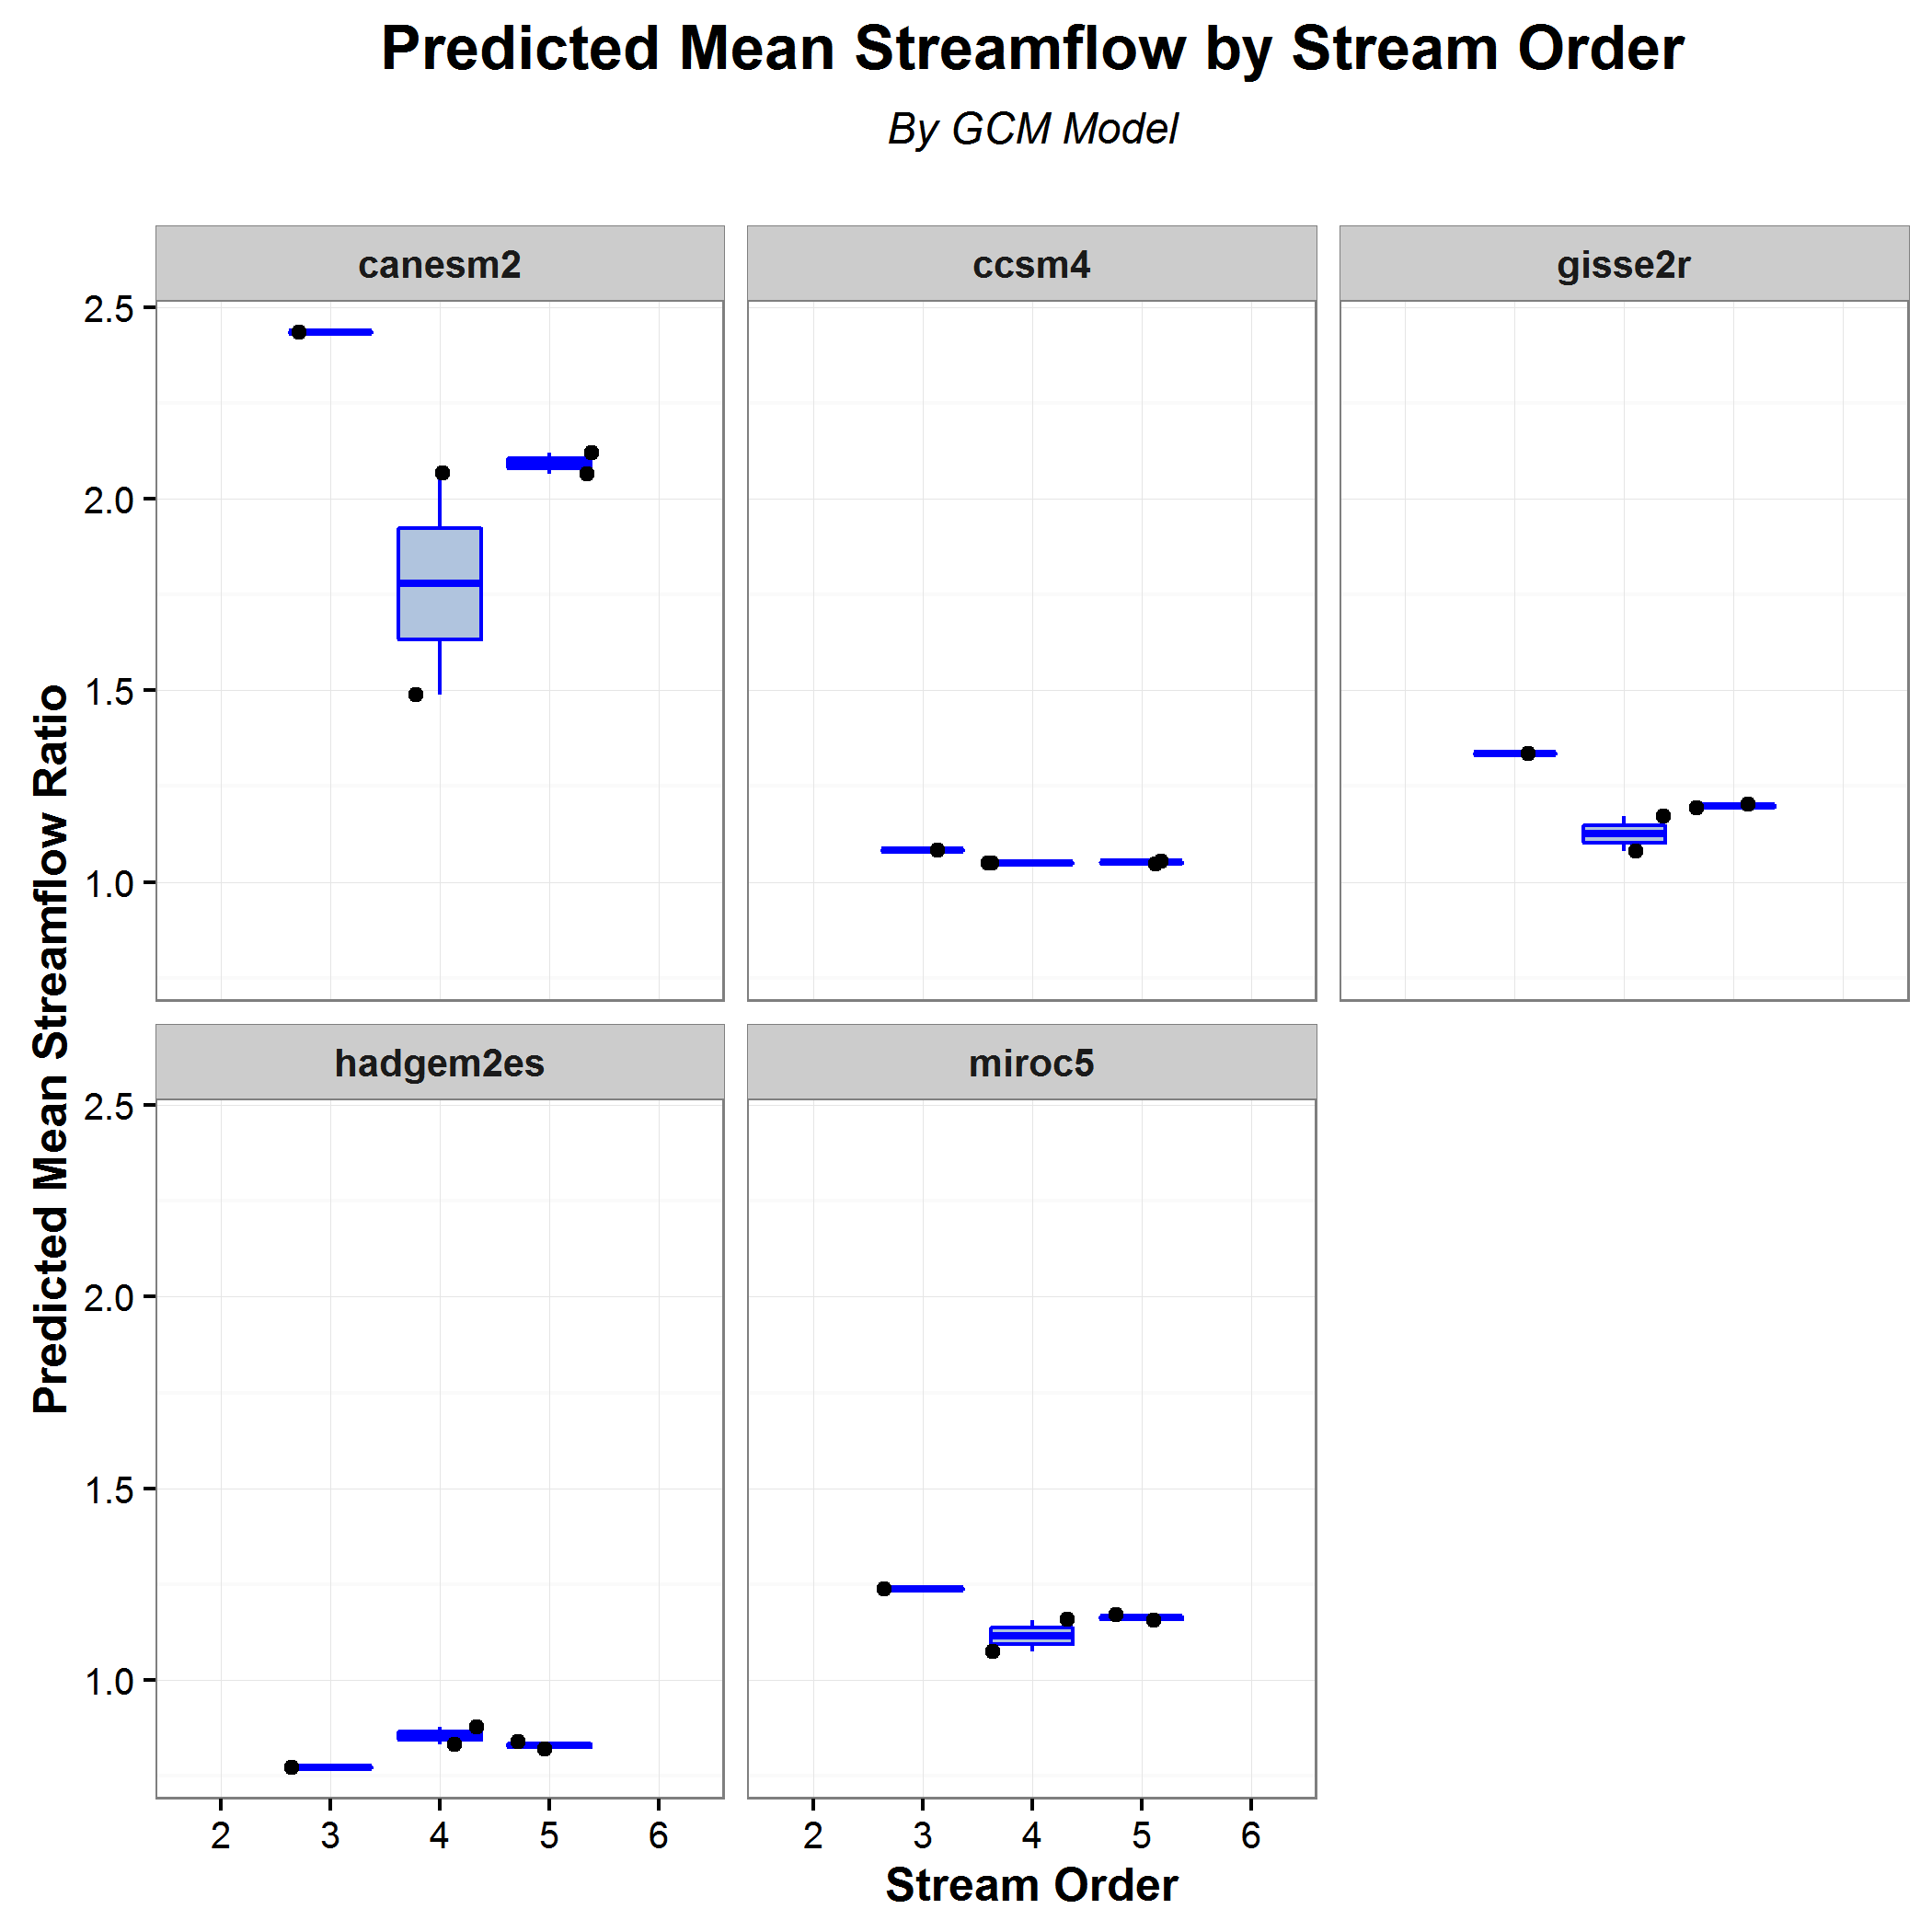 Predicted Mean Streamflow by Stream Order
By GCM Model
canesm2
ccsm4
gisse2r
2.5
2.0
1.5
1.0
Predicted Mean Streamflow Ratio
hadgem2es
miroc5
2.5
2.0
1.5
1.0
2 3 4 5 6
2 3 4 5 6
Stream Order